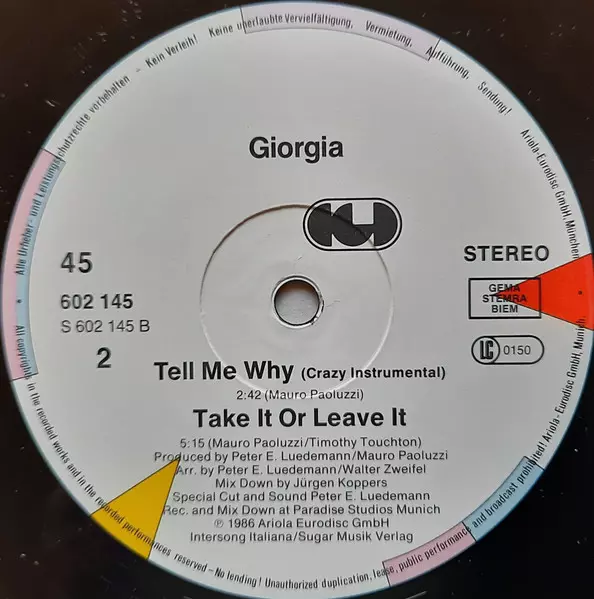 Alle Urheber- und Leistungsschutzrechte vorbehalten - Kein Verleih! Keine unerlaubte Vervielfältigung, Vermietung, Aufführung, Sendung!
Ariola-Eurodisc GmbH, München
Giorgia
45
STEREO
602 145
S 602 145 B
2
GEMA
STEMRA
BIEM
LC 0150
Tell Me Why (Crazy Instrumental)
2:42 (Mauro Paoluzzi)
Take It Or Leave It
5:15 (Mauro Paoluzzi/Timothy Touchton)
Produced by Peter E. Luedemann/Mauro Paoluzzi
Arr. by Peter E. Luedemann/Walter Zweifel
Mix Down by Jürgen Koppers
Special Cut and Sound Peter E. Luedemann
Rec. and Mix Down at Paradise Studios Munich
℗ 1986 Ariola Eurodisc GmbH
Intersong Italiana/Sugar Musik Verlag
All copyrights in the recorded works and in the recorded performances reserved - No lending! Unauthorized duplication, lease, public performance and broadcast prohibited! Ariola-Eurodisc GmbH, Munich.